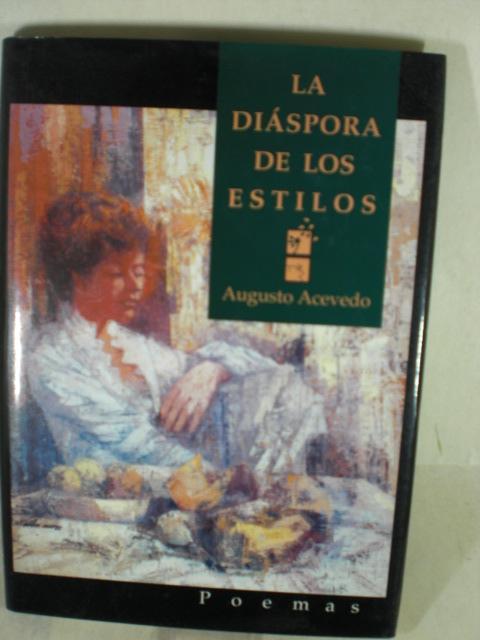 LA
DIÁSPORA
DE LOS
ESTILOS
Augusto Acevedo
Poemas